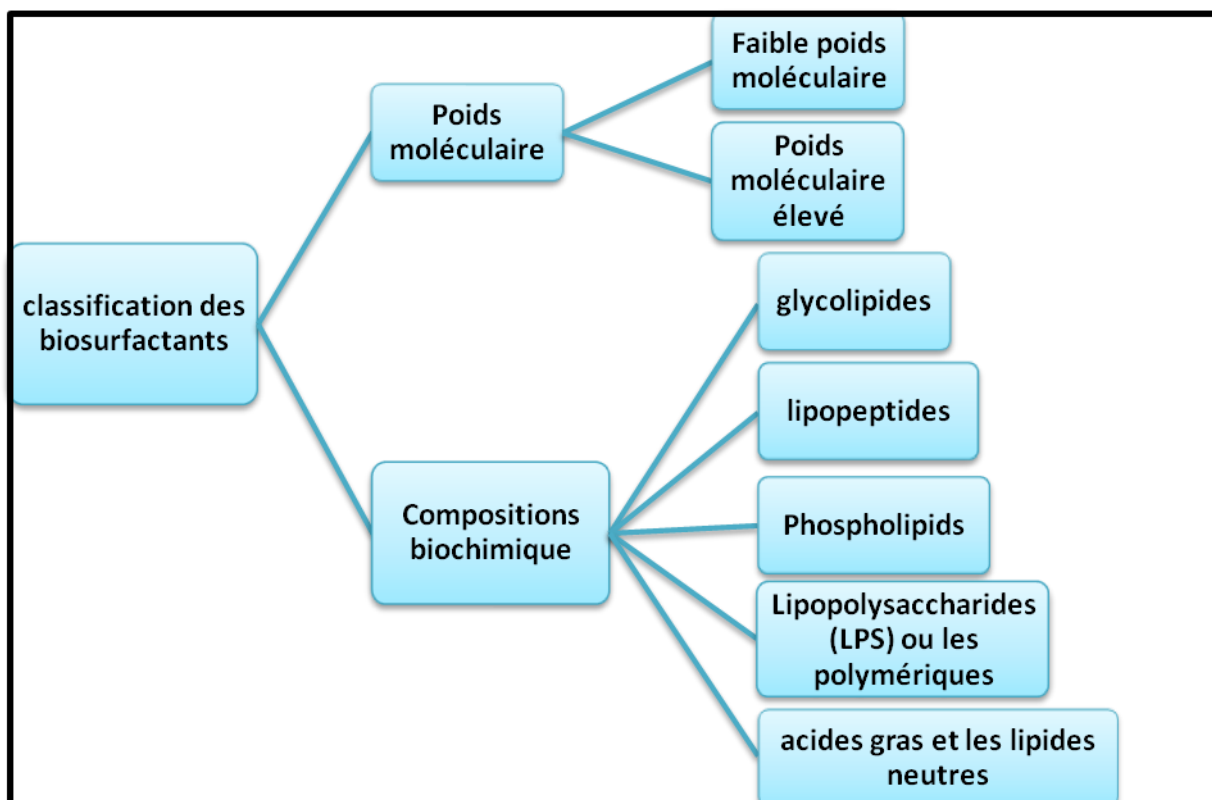 classification des
biosurfactants
Poids
moléculaire
Faible poids
moléculaire
Poids
moléculaire
élevé
Compositions
biochimique
glycolipides
lipopeptides
Phospholipids
Lipopolysaccharides
(LPS) ou les
polymériques
acides gras et les lipides
neutres